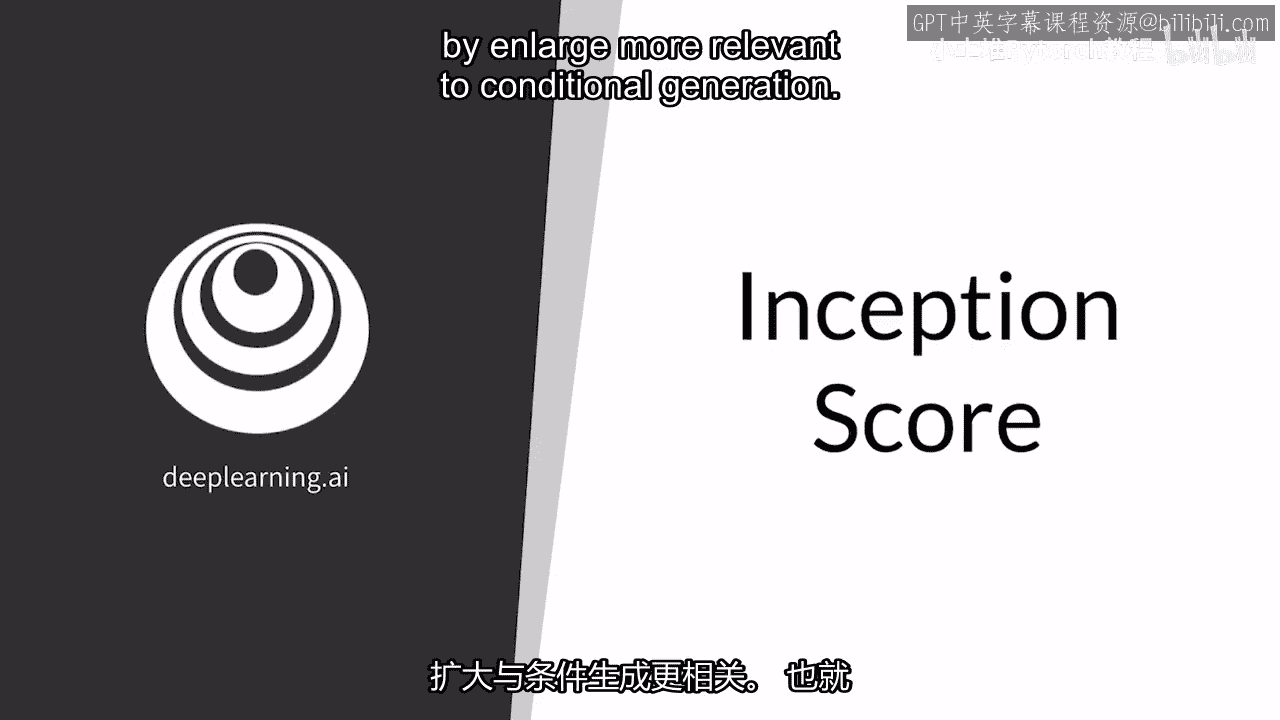 GPT中英字幕课程资源@bilibili.com
by enlarge more relevant
to conditional generation.
Inception
Score
deeplearning.ai
扩大与条件生成更相关。 也就